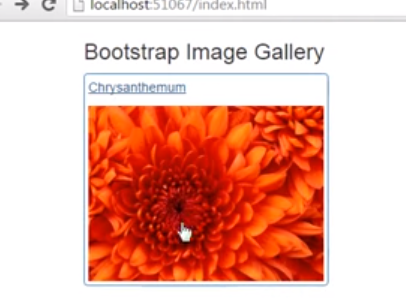 localhost:51067/index.html
Bootstrap Image Gallery
Chrysanthemum